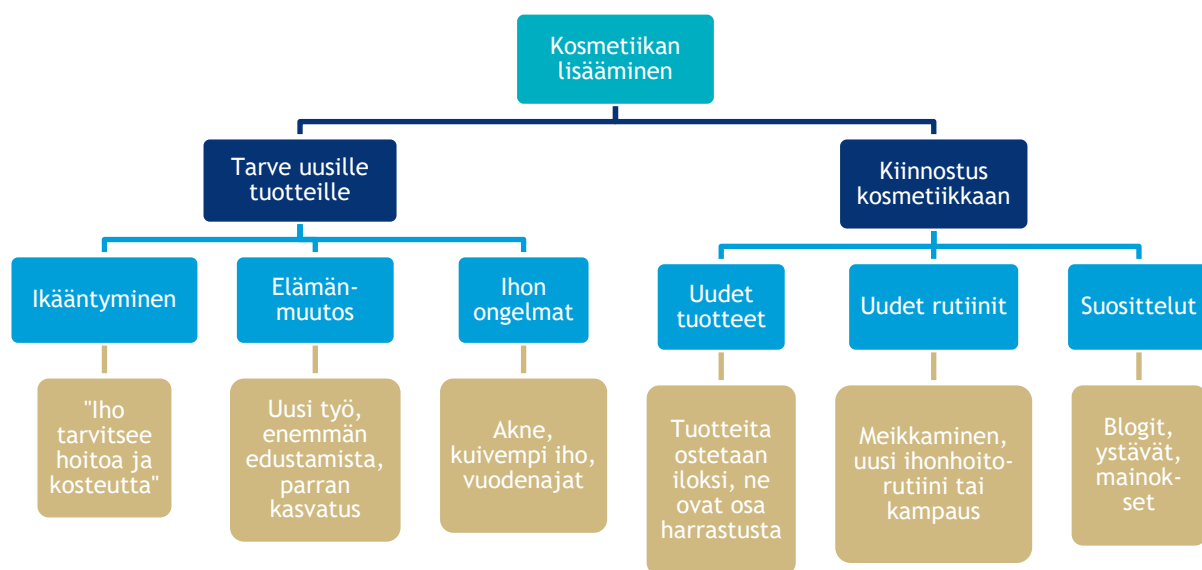 Kosmetiikan
lisääminen
Tarve uusille
tuotteille
Kiinnostus
kosmetiikkaan
Ikääntyminen
Elämän-
muutos
Ihon
ongelmat
Uudet
tuotteet
Uudet rutiinit
Suosittelut
"Iho
tarvitsee
hoitoa ja
kosteutta"
Uusi työ,
enemmän
edustamista,
parran
kasvatus
Akne,
kuivempi iho,
vuodenajat
Tuotteita
ostetaan
iloksi, ne
ovat osa
harrastusta
Meikkaminen,
uusi ihonhoito-
rutiini tai
kampaus
Blogit,
ystävät,
mainok-
set